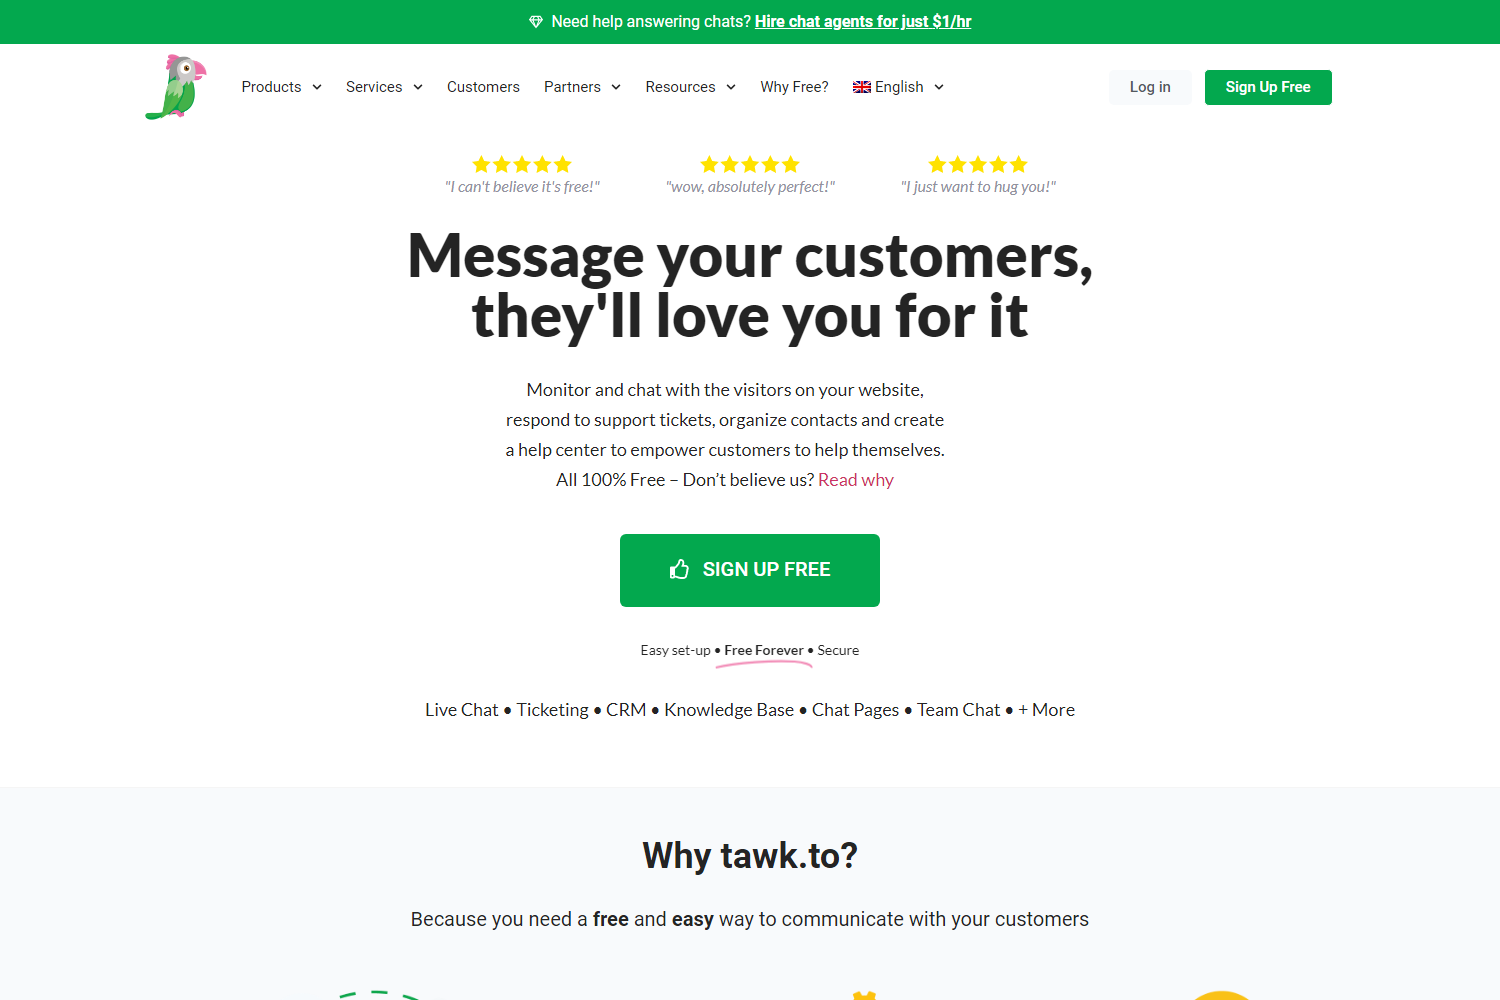 Need help answering chats? Hire chat agents for just $1/hr
Products Services Customers Partners Resources Why Free? English Log in Sign Up Free
"I can't believe it's free!" "wow, absolutely perfect!" "I just want to hug you!"
Message your customers,
they'll love you for it
Monitor and chat with the visitors on your website,
respond to support tickets, organize contacts and create
a help center to empower customers to help themselves.
All 100% Free – Don’t believe us? Read why
SIGN UP FREE
Easy set-up • Free Forever • Secure
Live Chat • Ticketing • CRM • Knowledge Base • Chat Pages • Team Chat • + More
Why tawk.to?
Because you need a free and easy way to communicate with your customers